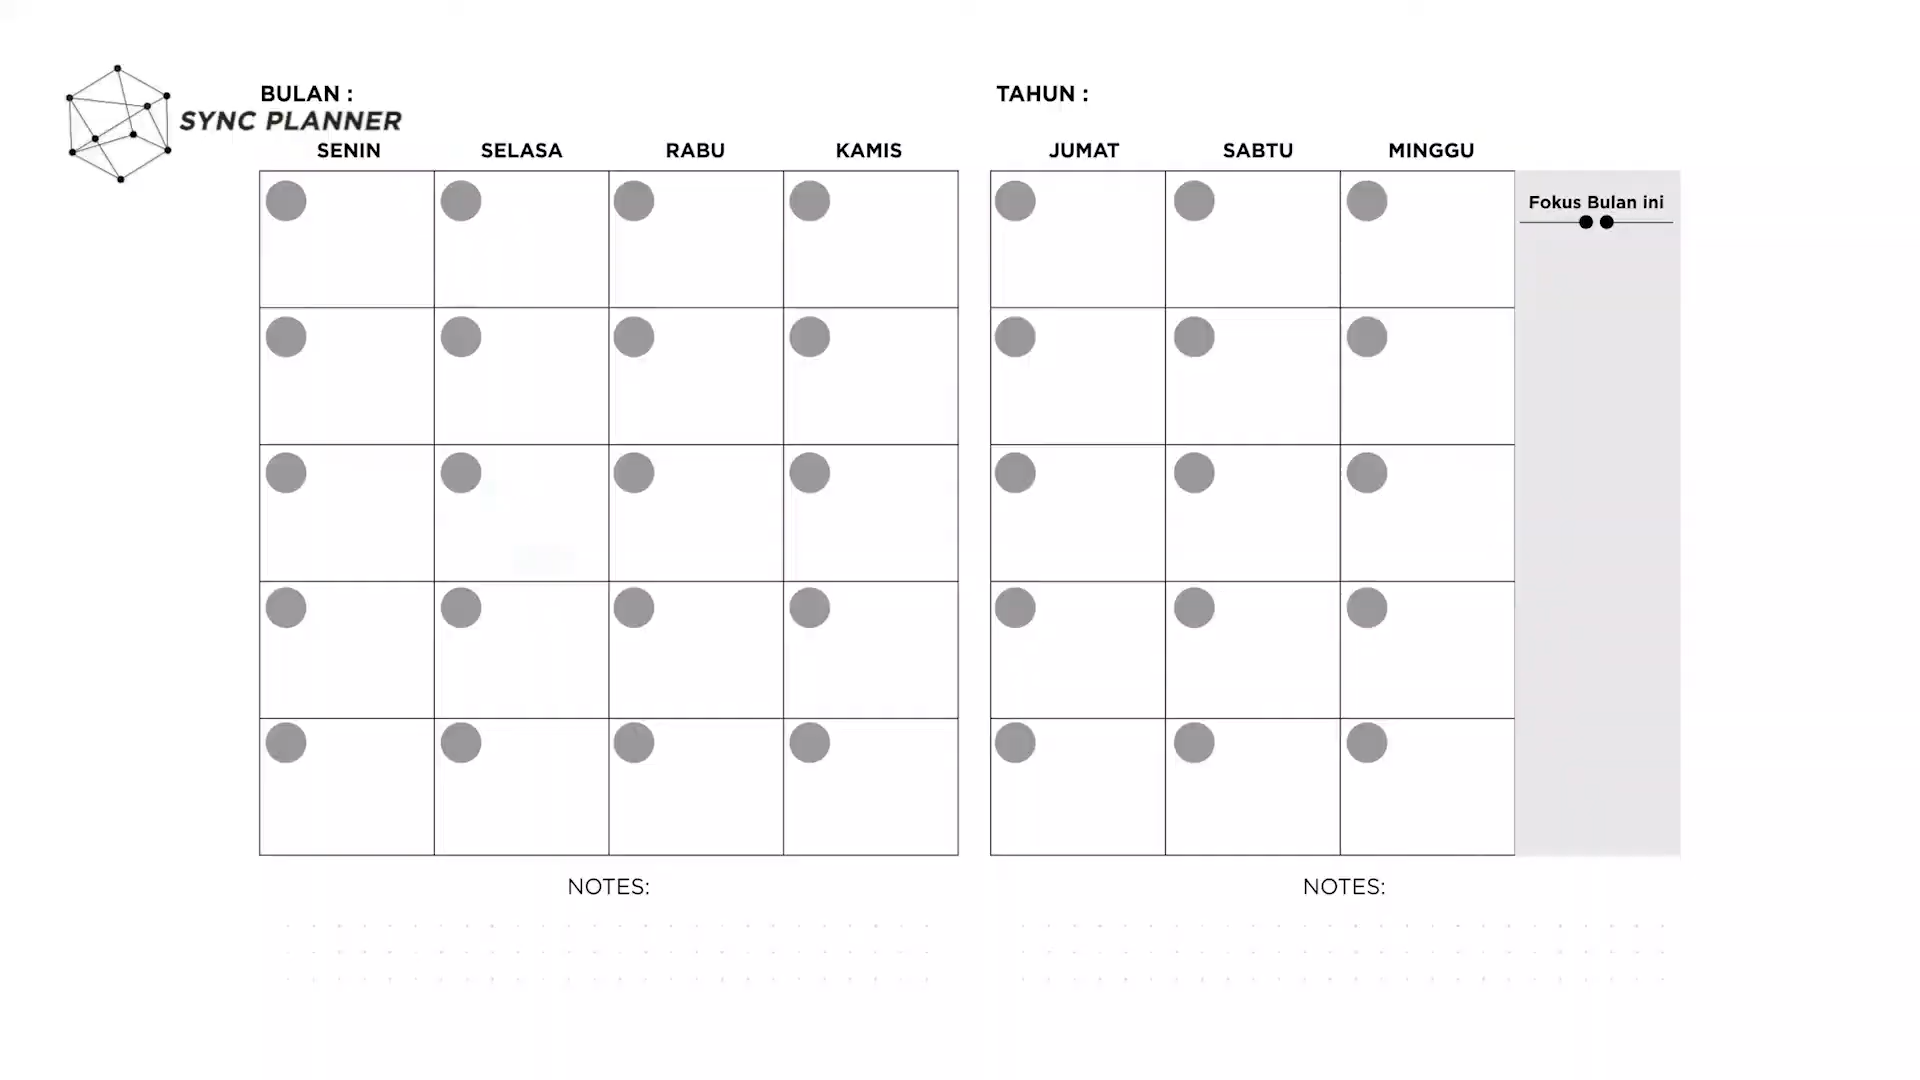 BULAN :
TAHUN :
SYNC PLANNER
SENIN SELASA RABU KAMIS JUMAT SABTU MINGGU
Fokus Bulan ini
NOTES:
NOTES: